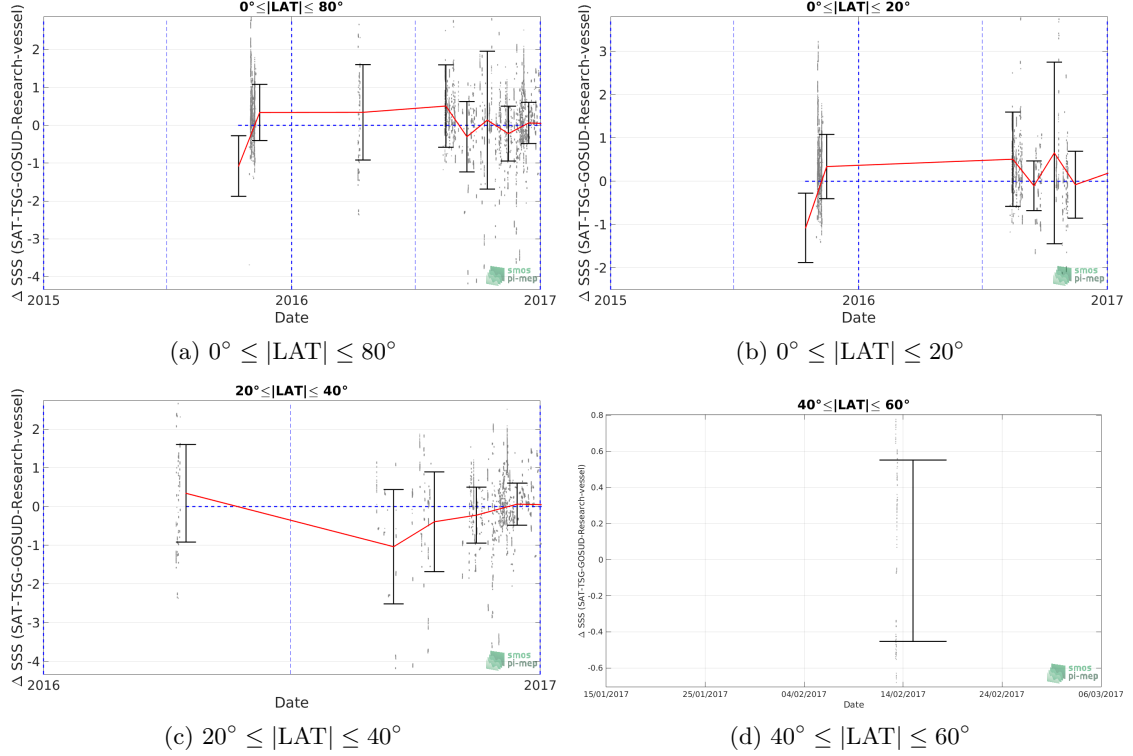 0°≤|LAT|≤ 80°
Δ SSS (SAT-TSG-GOSUD-Research-vessel)
2
1
0
-1
-2
-3
-4
2015
2016
2017
Date
smos
pi-mep
(a) 0° ≤ |LAT| ≤ 80°
0°≤|LAT|≤ 20°
Δ SSS (SAT-TSG-GOSUD-Research-vessel)
3
2
1
0
-1
-2
2015
2016
2017
Date
smos
pi-mep
(b) 0° ≤ |LAT| ≤ 20°
20°≤|LAT|≤ 40°
Δ SSS (SAT-TSG-GOSUD-Research-vessel)
2
1
0
-1
-2
-3
-4
2016
2017
Date
smos
pi-mep
(c) 20° ≤ |LAT| ≤ 40°
40°≤|LAT|≤ 60°
Δ SSS (SAT-TSG-GOSUD-Research-vessel)
0.8
0.6
0.4
0.2
0
-0.2
-0.4
-0.6
15/01/2017
25/01/2017
04/02/2017
14/02/2017
24/02/2017
06/03/2017
Date
smos
pi-mep
(d) 40° ≤ |LAT| ≤ 60°